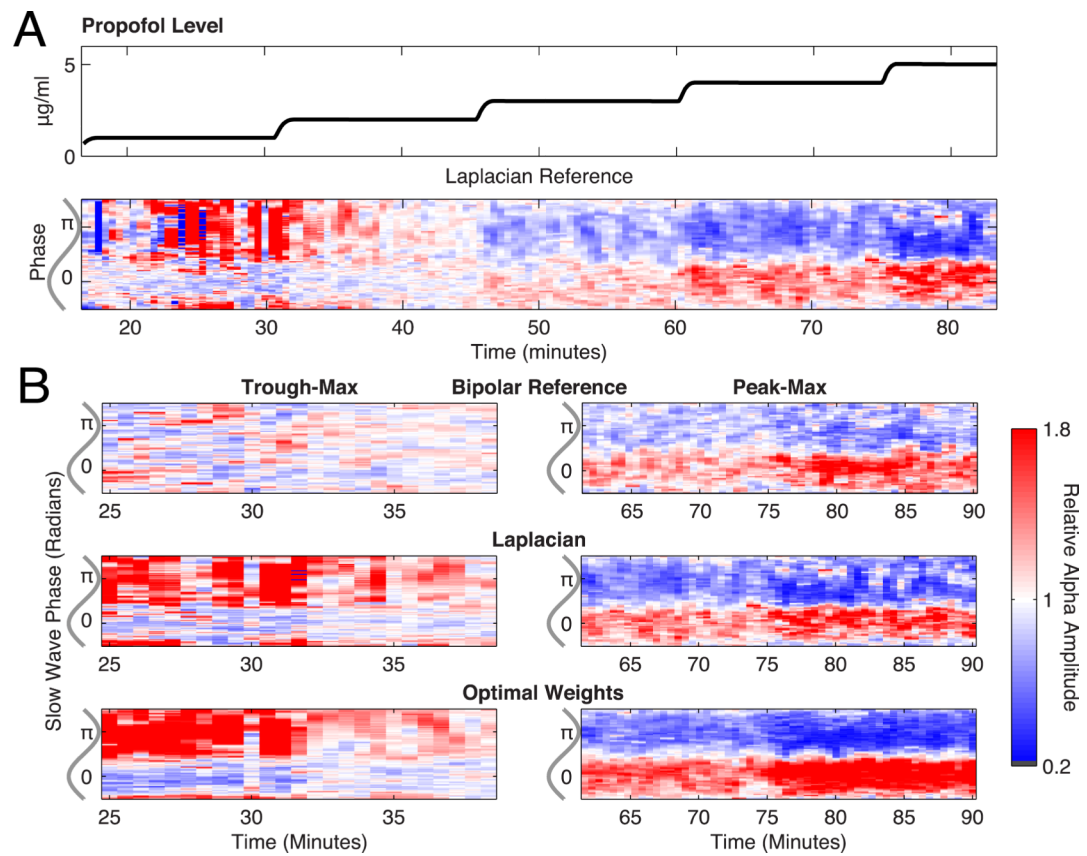 A
Propofol Level
5
0
µg/ml
Laplacian Reference
π
0
Phase
20 30 40 50 60 70 80
Time (minutes)
B
Trough-Max Bipolar Reference Peak-Max
π
0
25 30 35
π
0
65 70 75 80 85 90
Laplacian
π
0
25 30 35
π
0
65 70 75 80 85 90
Optimal Weights
π
0
25 30 35
Time (Minutes)
π
0
65 70 75 80 85 90
Time (Minutes)
Slow Wave Phase (Radians)
1.8
1
0.2
Relative Alpha Amplitude